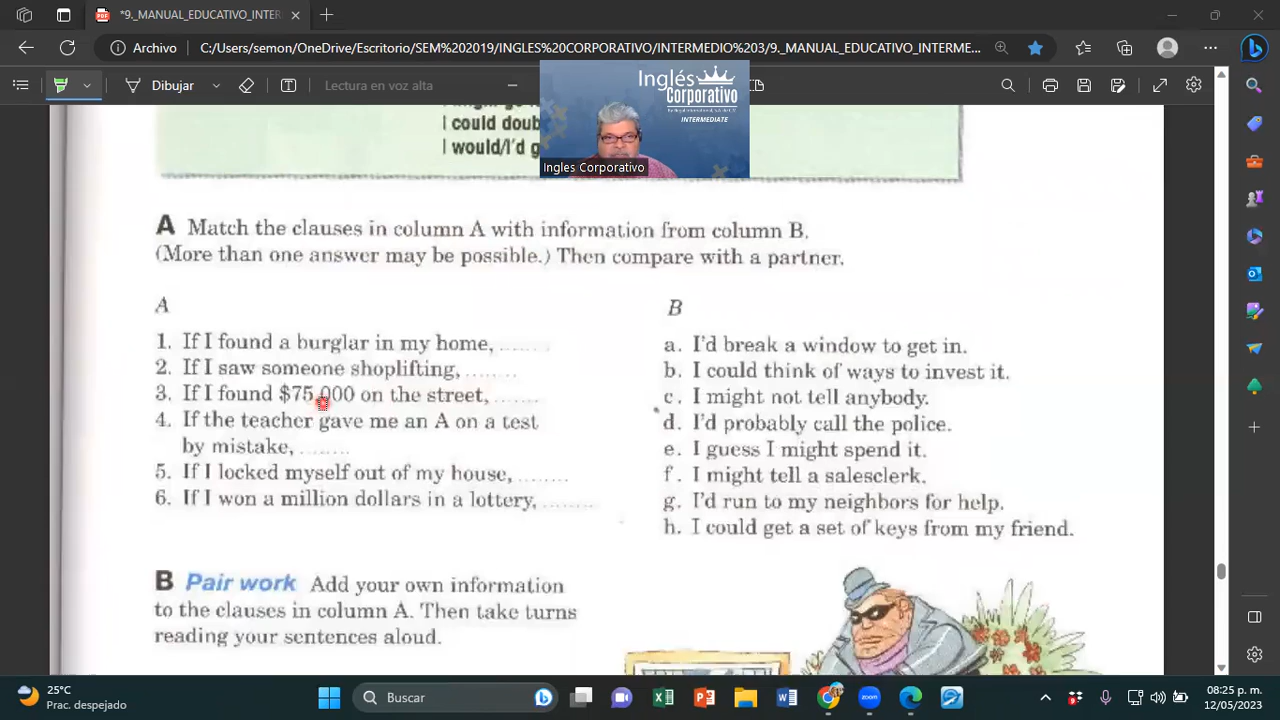 *9._MANUAL_EDUCATIVO_INTERMEI
Archivo C:/Users/semon/OneDrive/Escritorio/SEM%202019/INGLES%20CORPORATIVO/INTERMEDIO%203/9._MANUAL_EDUCATIVO_INTERME...
Dibujar
Lectura en voz alta
Inglés
Corporativo
INTERMEDIATE
Ingles Corporativo
I could doub
I would/I'd g
A Match the clauses in column A with information from column B.
(More than one answer may be possible.) Then compare with a partner.
A
1. If I found a burglar in my home, ........
2. If I saw someone shoplifting, ........
3. If I found $75,000 on the street, ........
4. If the teacher gave me an A on a test
by mistake, ........
5. If I locked myself out of my house, ........
6. If I won a million dollars in a lottery, ........
B
a. I'd break a window to get in.
b. I could think of ways to invest it.
c. I might not tell anybody.
d. I'd probably call the police.
e. I guess I might spend it.
f. I might tell a salesclerk.
g. I'd run to my neighbors for help.
h. I could get a set of keys from my friend.
B Pair work Add your own information
to the clauses in column A. Then take turns
reading your sentences aloud.
25°C
Prac. despejado
Buscar
zoom
08:25 p. m.
12/05/2023